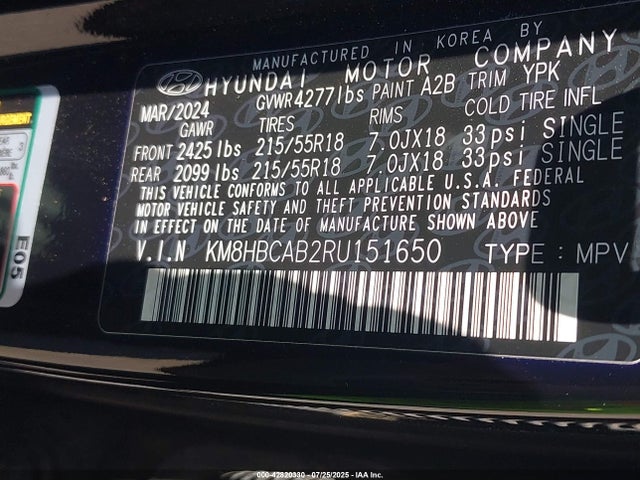 MANUFACTURED IN KOREA BY
HYUNDAI MOTOR COMPANY
MAR/2024 GVWR4277lbs PAINT A2B TRIM YPK
GAWR TIRES RIMS COLD TIRE INFL
FRONT 2425lbs 215/55R18 7.0JX18 33psi SINGLE
REAR 2099lbs 215/55R18 7.0JX18 33psi SINGLE
THIS VEHICLE CONFORMS TO ALL APPLICABLE U.S.A. FEDERAL
MOTOR VEHICLE SAFETY AND THEFT PREVENTION STANDARDS
IN EFFECT ON THE DATE OF MANUFACTURE SHOWN ABOVE
V.I.N KM8HBCAB2RU151650 TYPE : MPV
E05
000-42820330 - 07/25/2025 - IAA Inc.